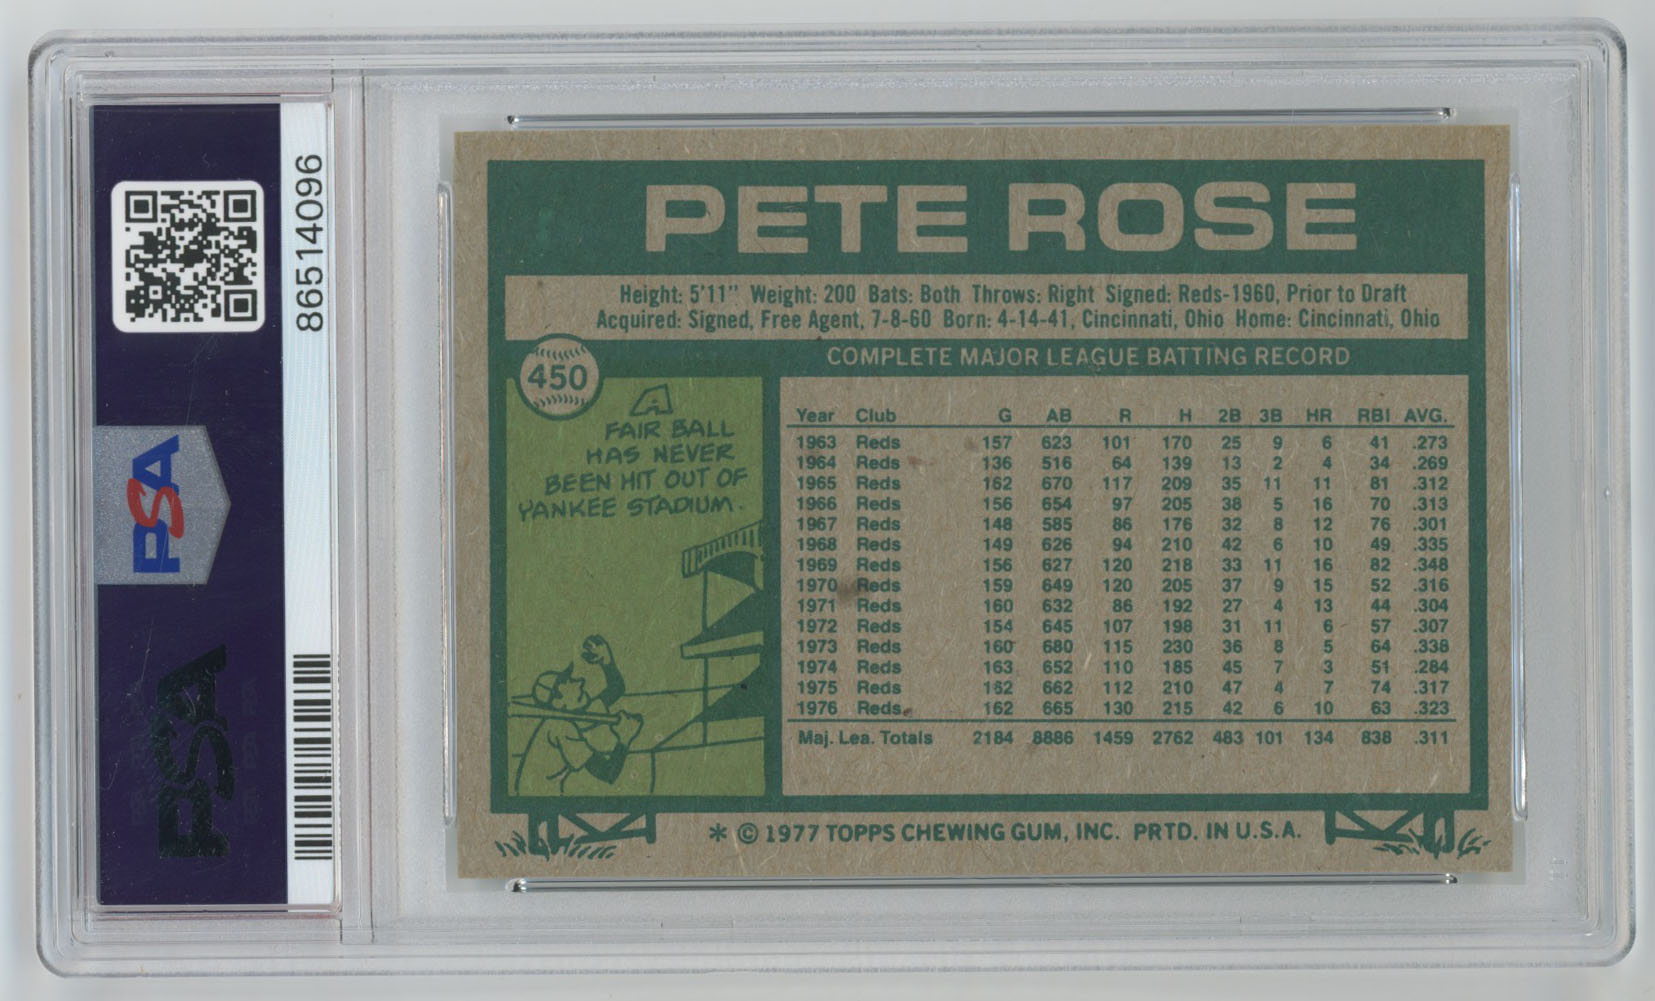 86514096
PSA
PSA
PETE ROSE
Height: 5'11" Weight: 200 Bats: Both Throws: Right Signed: Reds-1960, Prior to Draft
Acquired: Signed, Free Agent, 7-8-60 Born: 4-14-41, Cincinnati, Ohio Home: Cincinnati, Ohio
450
A
FAIR BALL
HAS NEVER
BEEN HIT OUT OF
YANKEE STADIUM.
COMPLETE MAJOR LEAGUE BATTING RECORD
Year Club G AB R H 2B 3B HR RBI AVG.
1963 Reds 157 623 101 170 25 9 6 41 .273
1964 Reds 136 516 64 139 13 2 4 34 .269
1965 Reds 162 670 117 209 35 11 11 81 .312
1966 Reds 156 654 97 205 38 5 16 70 .313
1967 Reds 148 585 86 176 32 8 12 76 .301
1968 Reds 149 626 94 210 42 6 10 49 .335
1969 Reds 156 627 120 218 33 11 16 82 .348
1970 Reds 159 649 120 205 37 9 15 52 .316
1971 Reds 160 632 86 192 27 4 13 44 .304
1972 Reds 154 645 107 198 31 11 6 57 .307
1973 Reds 160 680 115 230 36 8 5 64 .338
1974 Reds 163 652 110 185 45 7 3 51 .284
1975 Reds 162 662 112 210 47 4 7 74 .317
1976 Reds 162 665 130 215 42 6 10 63 .323
Maj. Lea. Totals 2184 8886 1459 2762 483 101 134 838 .311
* © 1977 TOPPS CHEWING GUM, INC. PRTD. IN U.S.A.